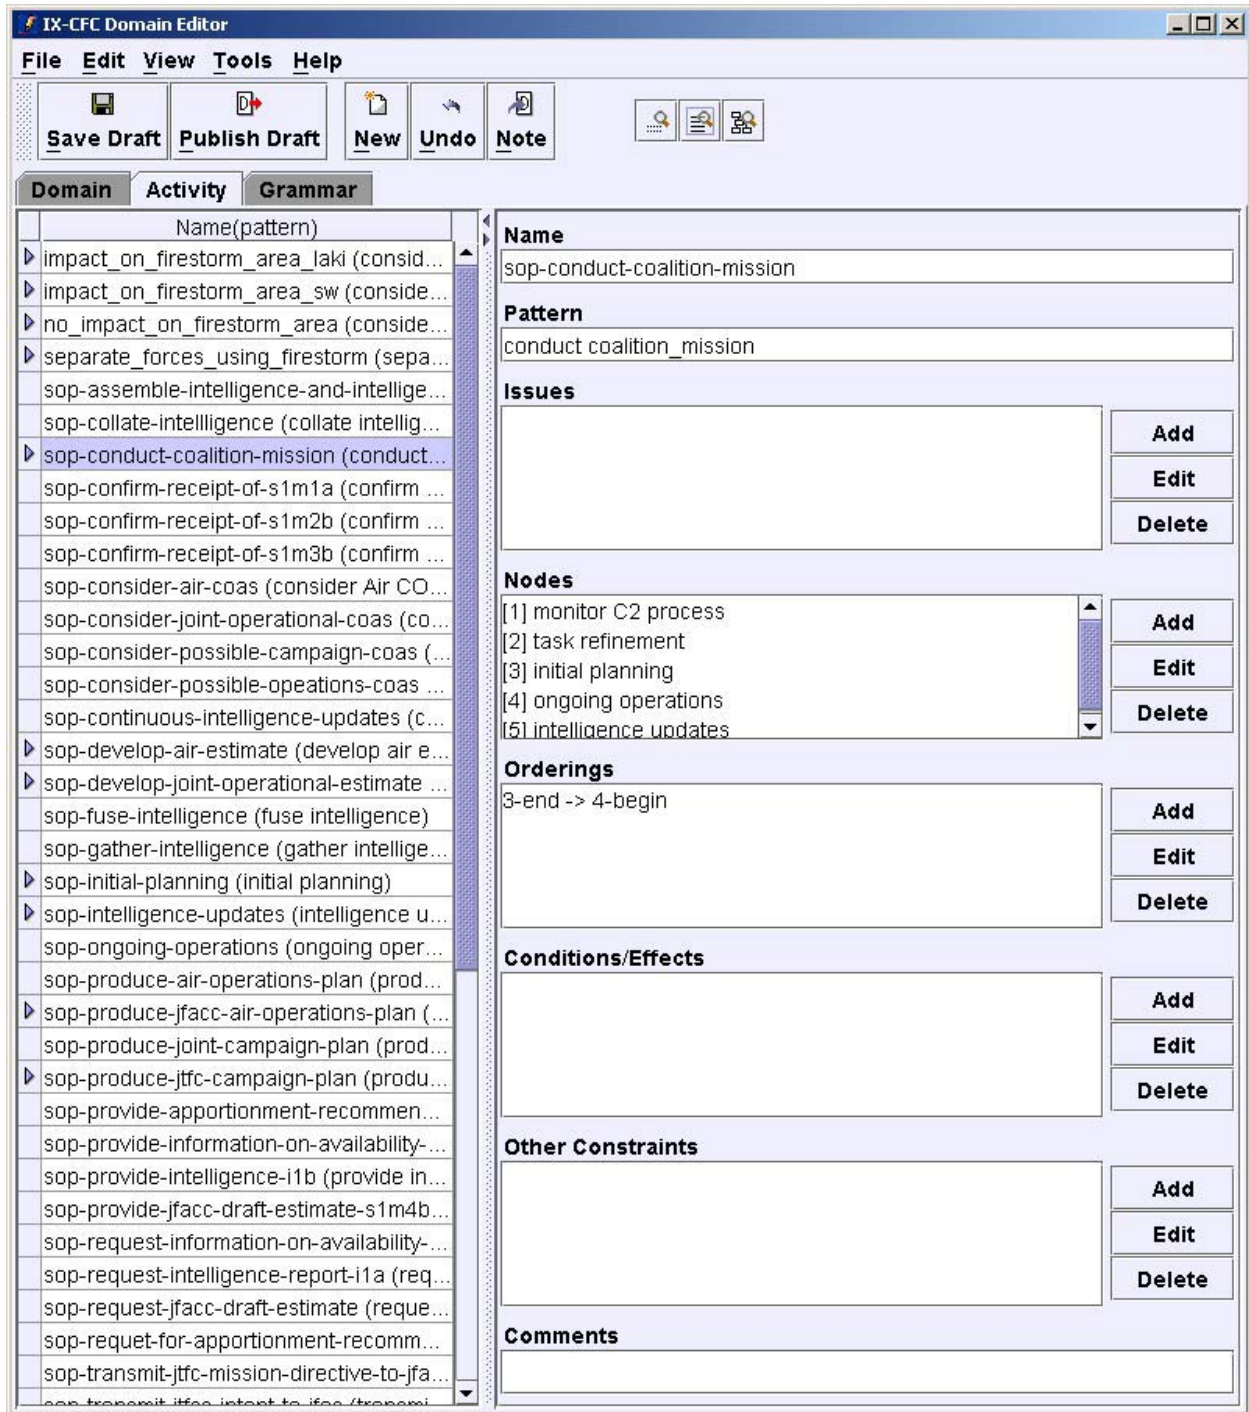 IX-CFC Domain Editor
File Edit View Tools Help
Save Draft Publish Draft New Undo Note
Domain Activity Grammar
Name(pattern)
impact_on_firestorm_area_laki (consid...
impact_on_firestorm_area_sw (conside...
no_impact_on_firestorm_area (conside...
separate_forces_using_firestorm (sepa...
sop-assemble-intelligence-and-intellige...
sop-collate-intellligence (collate intellig...
sop-conduct-coalition-mission (conduct...
sop-confirm-receipt-of-s1m1a (confirm ...
sop-confirm-receipt-of-s1m2b (confirm ...
sop-confirm-receipt-of-s1m3b (confirm ...
sop-consider-air-coas (consider Air CO...
sop-consider-joint-operational-coas (co...
sop-consider-possible-campaign-coas (...
sop-consider-possible-opeations-coas ...
sop-continuous-intelligence-updates (c...
sop-develop-air-estimate (develop air e...
sop-develop-joint-operational-estimate ...
sop-fuse-intelligence (fuse intelligence)
sop-gather-intelligence (gather intellige...
sop-initial-planning (initial planning)
sop-intelligence-updates (intelligence u...
sop-ongoing-operations (ongoing oper...
sop-produce-air-operations-plan (prod...
sop-produce-jfacc-air-operations-plan (...
sop-produce-joint-campaign-plan (prod...
sop-produce-jtfc-campaign-plan (produ...
sop-provide-apportionment-recommen...
sop-provide-information-on-availability-...
sop-provide-intelligence-i1b (provide in...
sop-provide-jfacc-draft-estimate-s1m4b...
sop-request-information-on-availability-...
sop-request-intelligence-report-i1a (req...
sop-request-jfacc-draft-estimate (reque...
sop-requet-for-apportionment-recomm...
sop-transmit-jtfc-mission-directive-to-jfa...
Name
sop-conduct-coalition-mission
Pattern
conduct coalition_mission
Issues
Add
Edit
Delete
Nodes
[1] monitor C2 process
[2] task refinement
[3] initial planning
[4] ongoing operations
[5] intelligence updates
Add
Edit
Delete
Orderings
3-end -> 4-begin
Add
Edit
Delete
Conditions/Effects
Add
Edit
Delete
Other Constraints
Add
Edit
Delete
Comments